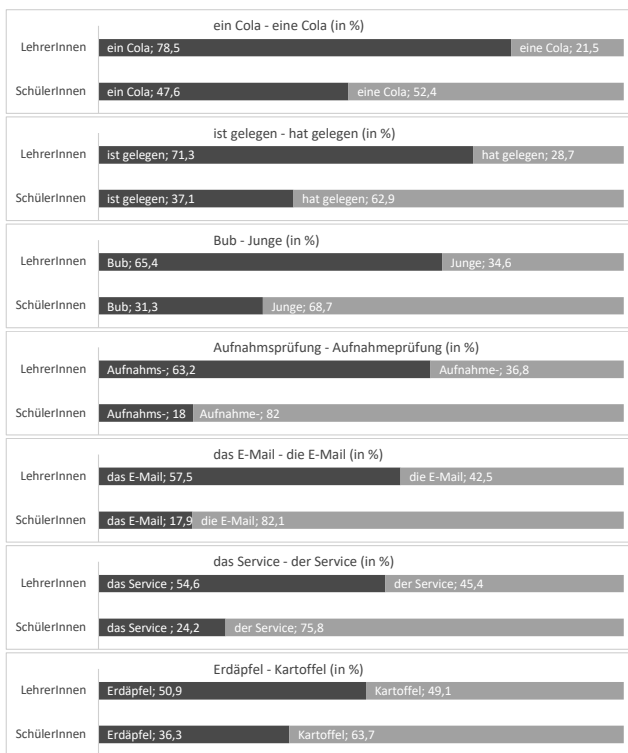 ein Cola - eine Cola (in %)
LehrerInnen ein Cola; 78,5 eine Cola; 21,5
SchülerInnen ein Cola; 47,6 eine Cola; 52,4
ist gelegen - hat gelegen (in %)
LehrerInnen ist gelegen; 71,3 hat gelegen; 28,7
SchülerInnen ist gelegen; 37,1 hat gelegen; 62,9
Bub - Junge (in %)
LehrerInnen Bub; 65,4 Junge; 34,6
SchülerInnen Bub; 31,3 Junge; 68,7
Aufnahmsprüfung - Aufnahmeprüfung (in %)
LehrerInnen Aufnahms-; 63,2 Aufnahme-; 36,8
SchülerInnen Aufnahms-; 18 Aufnahme-; 82
das E-Mail - die E-Mail (in %)
LehrerInnen das E-Mail; 57,5 die E-Mail; 42,5
SchülerInnen das E-Mail; 17,9 die E-Mail; 82,1
das Service - der Service (in %)
LehrerInnen das Service ; 54,6 der Service; 45,4
SchülerInnen das Service ; 24,2 der Service; 75,8
Erdäpfel - Kartoffel (in %)
LehrerInnen Erdäpfel; 50,9 Kartoffel; 49,1
SchülerInnen Erdäpfel; 36,3 Kartoffel; 63,7